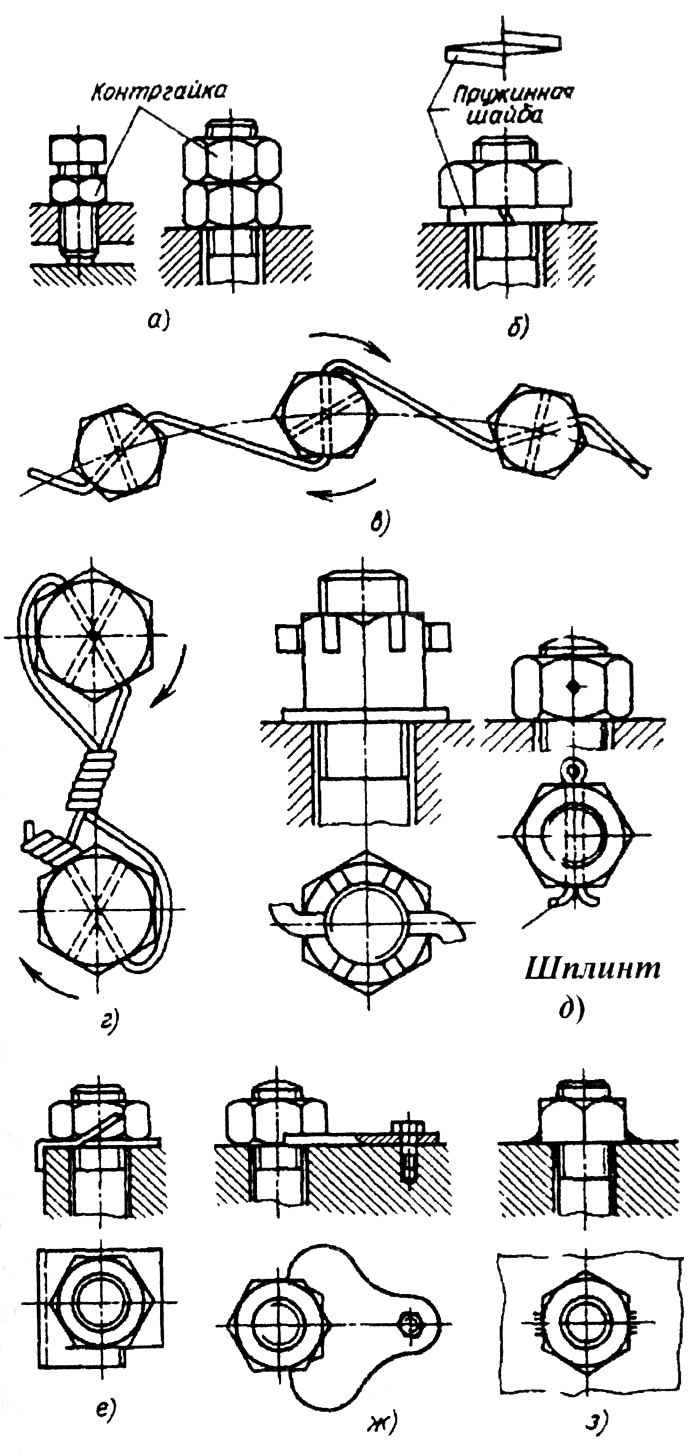 Контргайка
Пружинная
шайба
а)
б)
в)
г)
Шплинт
д)
е)
ж)
з)